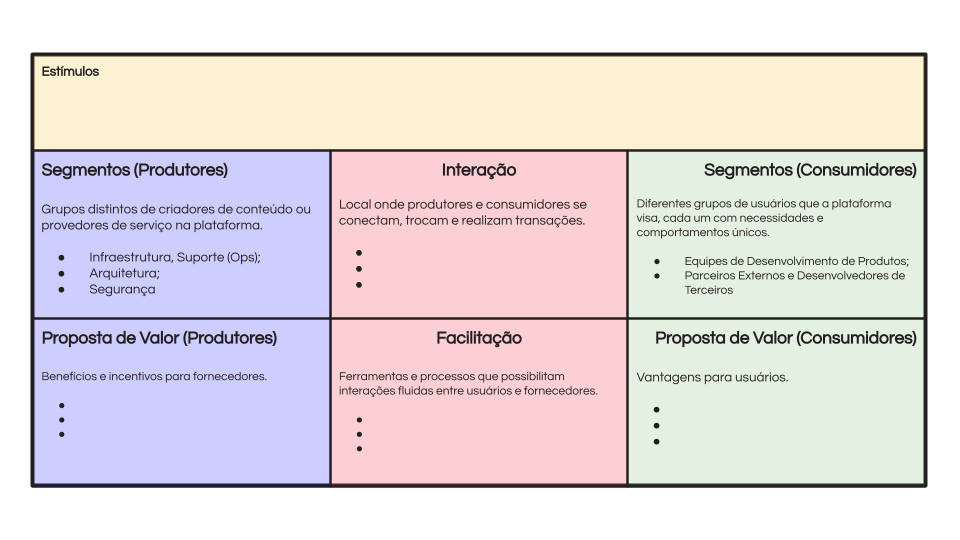 Estímulos
Segmentos (Produtores)
Grupos distintos de criadores de conteúdo ou
provedores de serviço na plataforma.
● Infraestrutura, Suporte (Ops);
● Arquitetura;
● Segurança
Interação
Local onde produtores e consumidores se
conectam, trocam e realizam transações.
●
●
●
Segmentos (Consumidores)
Diferentes grupos de usuários que a plataforma
visa, cada um com necessidades e
comportamentos únicos.
● Equipes de Desenvolvimento de Produtos;
● Parceiros Externos e Desenvolvedores de
Terceiros
Proposta de Valor (Produtores)
Benefícios e incentivos para fornecedores.
●
●
●
Facilitação
Ferramentas e processos que possibilitam
interações fluidas entre usuários e fornecedores.
●
●
●
Proposta de Valor (Consumidores)
Vantagens para usuários.
●
●
●